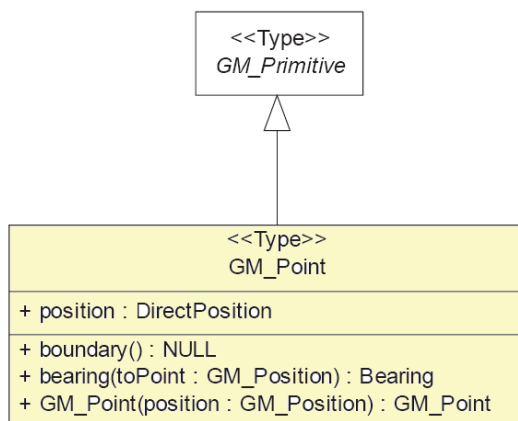 <<Type>>
GM_Primitive
<<Type>>
GM_Point
+ position : DirectPosition
+ boundary() : NULL
+ bearing(toPoint : GM_Position) : Bearing
+ GM_Point(position : GM_Position) : GM_Point